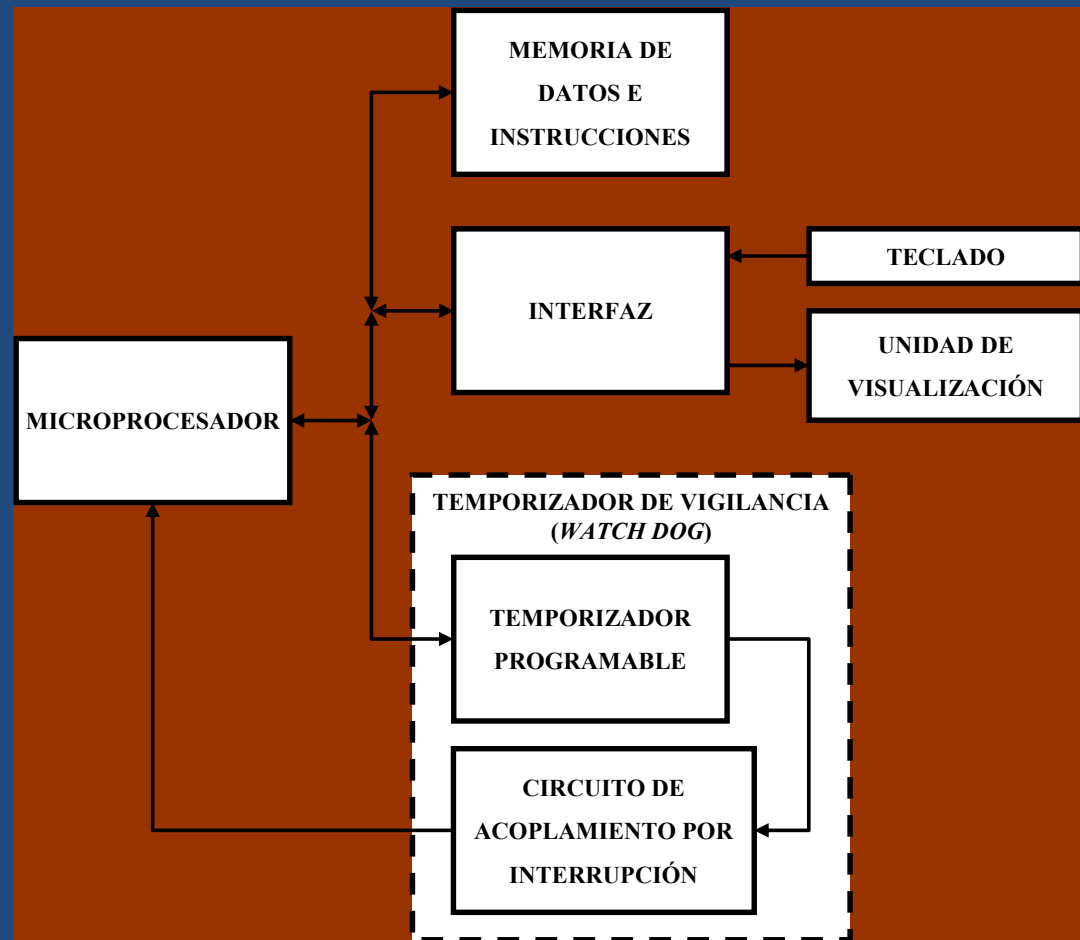 MEMORIA DE
DATOS E
INSTRUCCIONES
INTERFAZ
TECLADO
UNIDAD DE
VISUALIZACIÓN
MICROPROCESADOR
TEMPORIZADOR DE VIGILANCIA
(WATCH DOG)
TEMPORIZADOR
PROGRAMABLE
CIRCUITO DE
ACOPLAMIENTO POR
INTERRUPCIÓN